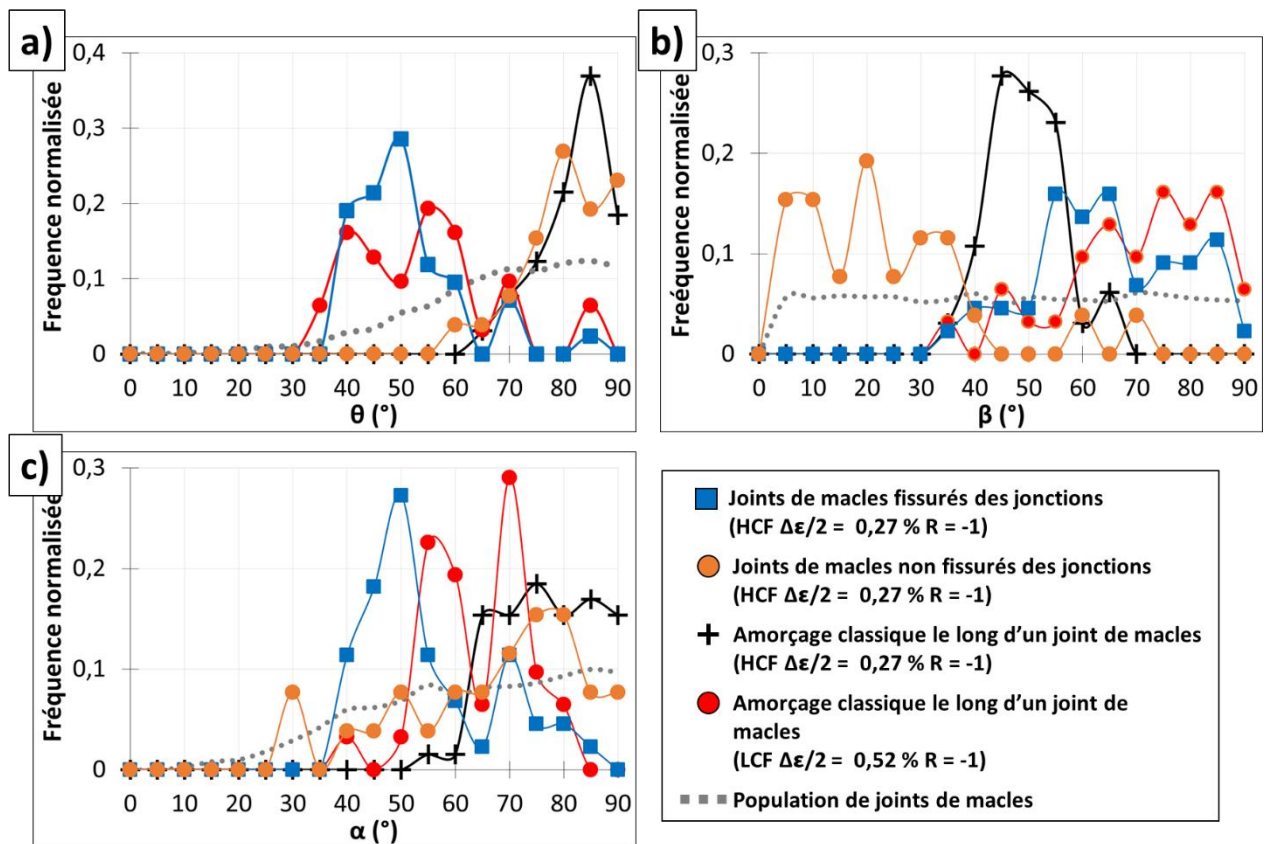 a)
Frequence normalisée
0,4
0,3
0,2
0,1
0
0 10 20 30 40 50 60 70 80 90
θ (°)
b)
Fréquence normalisée
0,3
0,2
0,1
0
0 10 20 30 40 50 60 70 80 90
β (°)
c)
Fréquence normalisée
0,3
0,2
0,1
0
0 10 20 30 40 50 60 70 80 90
α (°)
Joints de macles fissurés des jonctions
(HCF Δε/2 = 0,27 % R = -1)
Joints de macles non fissurés des jonctions
(HCF Δε/2 = 0,27 % R = -1)
Amorçage classique le long d'un joint de macles
(HCF Δε/2 = 0,27 % R = -1)
Amorçage classique le long d'un joint de
macles
(LCF Δε/2 = 0,52 % R = -1)
Population de joints de macles